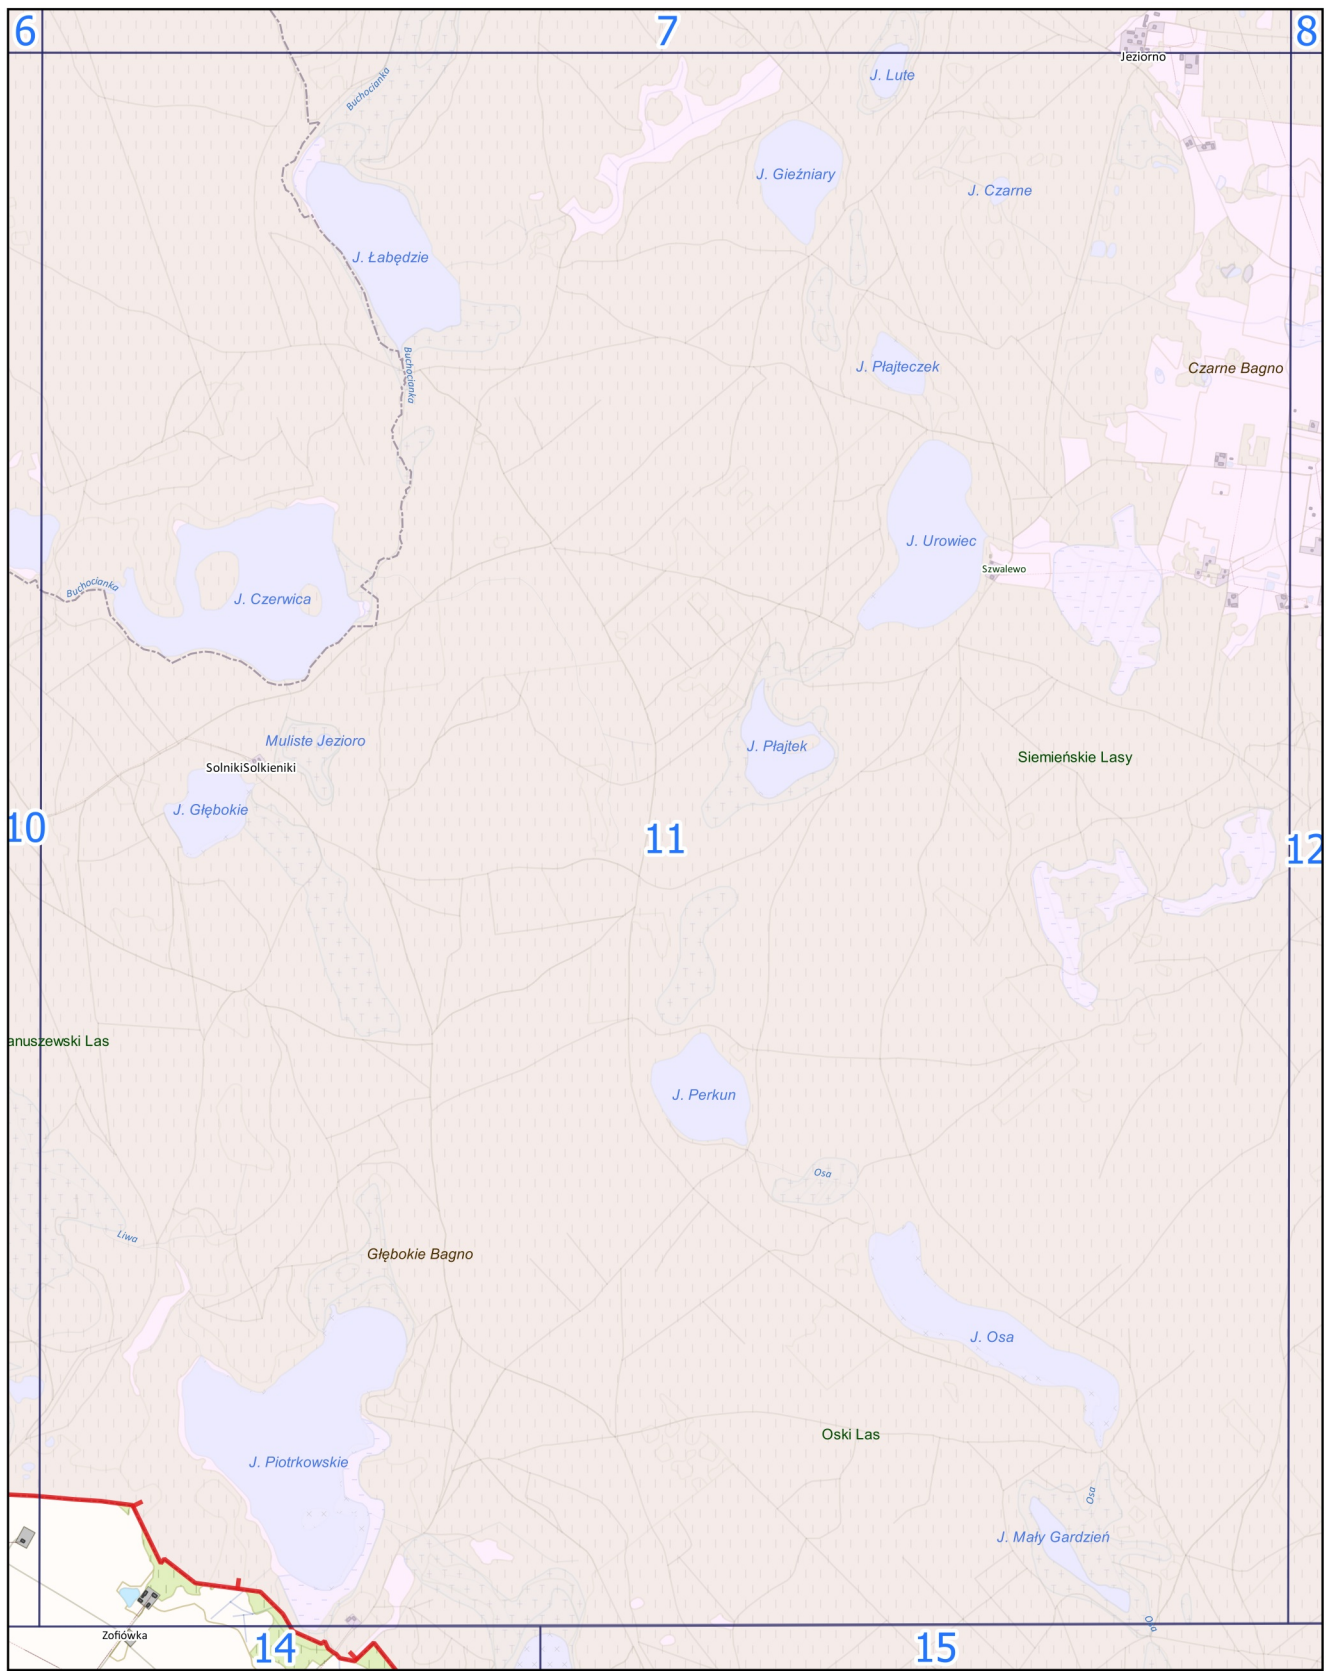 6
7
8
Jeziorno
J. Lute
Buchocianka
J. Gieźniary
J. Czarne
J. Łabędzie
Buchocianka
J. Płajteczek
Czarne Bagno
J. Urowiec
Szwalewo
Buchocianka
J. Czerwica
Muliste Jezioro
J. Płajtek
Siemieńskie Lasy
SolnikiSolkieniki
J. Głębokie
10
11
12
anuszewski Las
J. Perkun
Osa
Liwa
Głębokie Bagno
J. Osa
Oski Las
J. Piotrkowskie
Osa
J. Mały Gardzień
Osa
Zofiówka
14
15